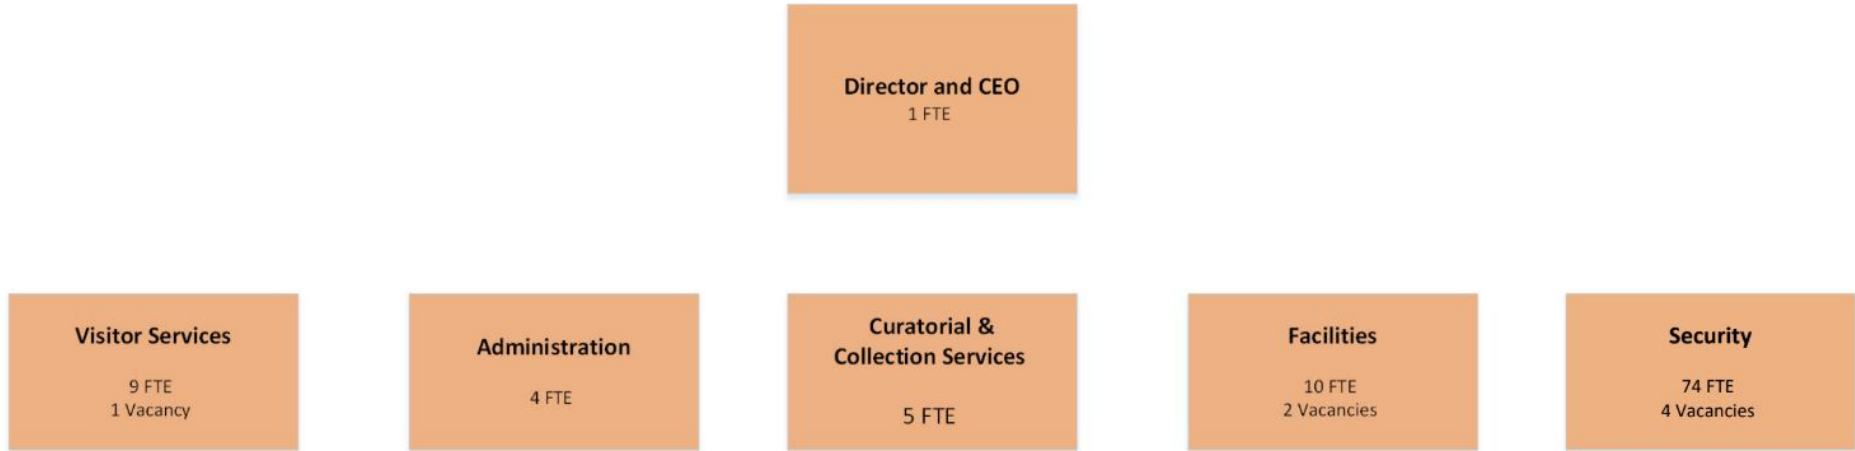 Director and CEO
1 FTE
Visitor Services
9 FTE
1 Vacancy
Administration
4 FTE
Curatorial &
Collection Services
5 FTE
Facilities
10 FTE
2 Vacancies
Security
74 FTE
4 Vacancies